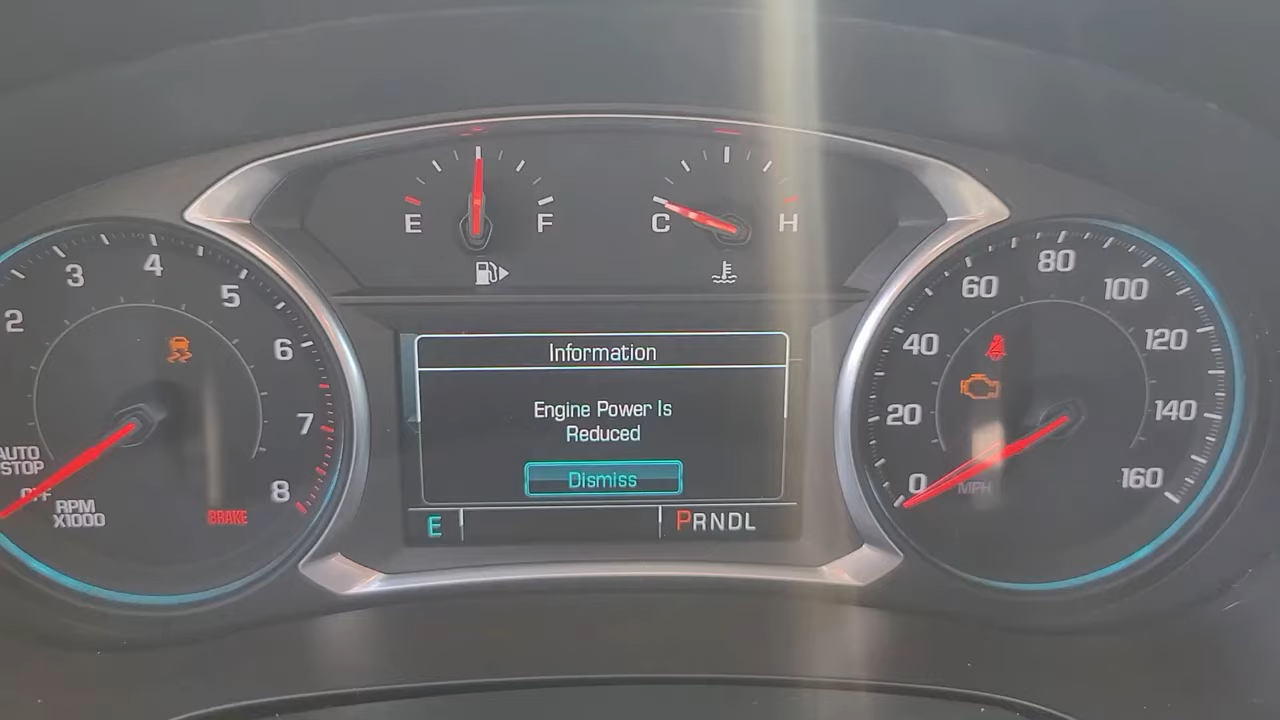 E F
C H
2 3 4 5 6 7 8
AUTO
STOP
OFF
RPM
X1000
BRAKE
Information
Engine Power Is
Reduced
Dismiss
E
PRNDL
0 20 40 60 80 100 120 140 160
MPH